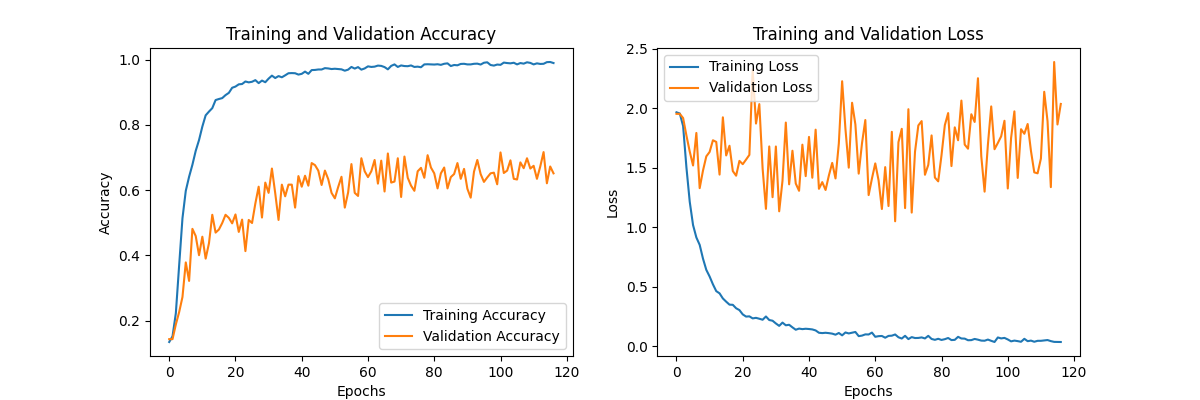 Training and Validation Accuracy
1.0
0.8
0.6
0.4
0.2
Accuracy
Training Accuracy
Validation Accuracy
0 20 40 60 80 100 120
Epochs
Training and Validation Loss
2.5
2.0
1.5
1.0
0.5
0.0
Loss
Training Loss
Validation Loss
0 20 40 60 80 100 120
Epochs